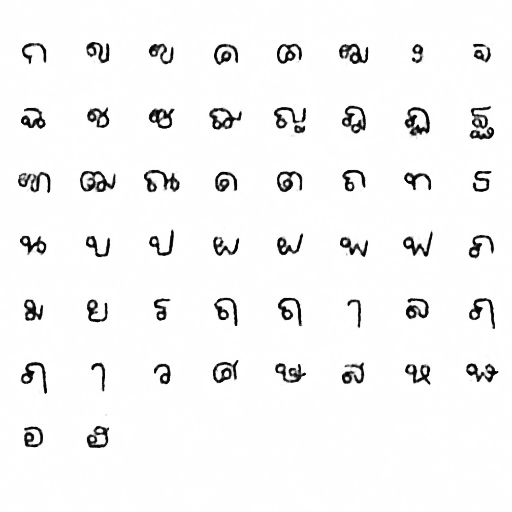 ก ข ฃ ค ฅ ฆ ง จ
ฉ ช ซ ฌ ญ ฎ ฏ ฐ
ฑ ฒ ณ ด ต ถ ท ธ
น บ ป ผ ฝ พ ฟ ภ
ม ย ร ฤ ฤ ๅ ล ฦ
ฦ ๅ ว ศ ษ ส ห ฬ
อ ฮ